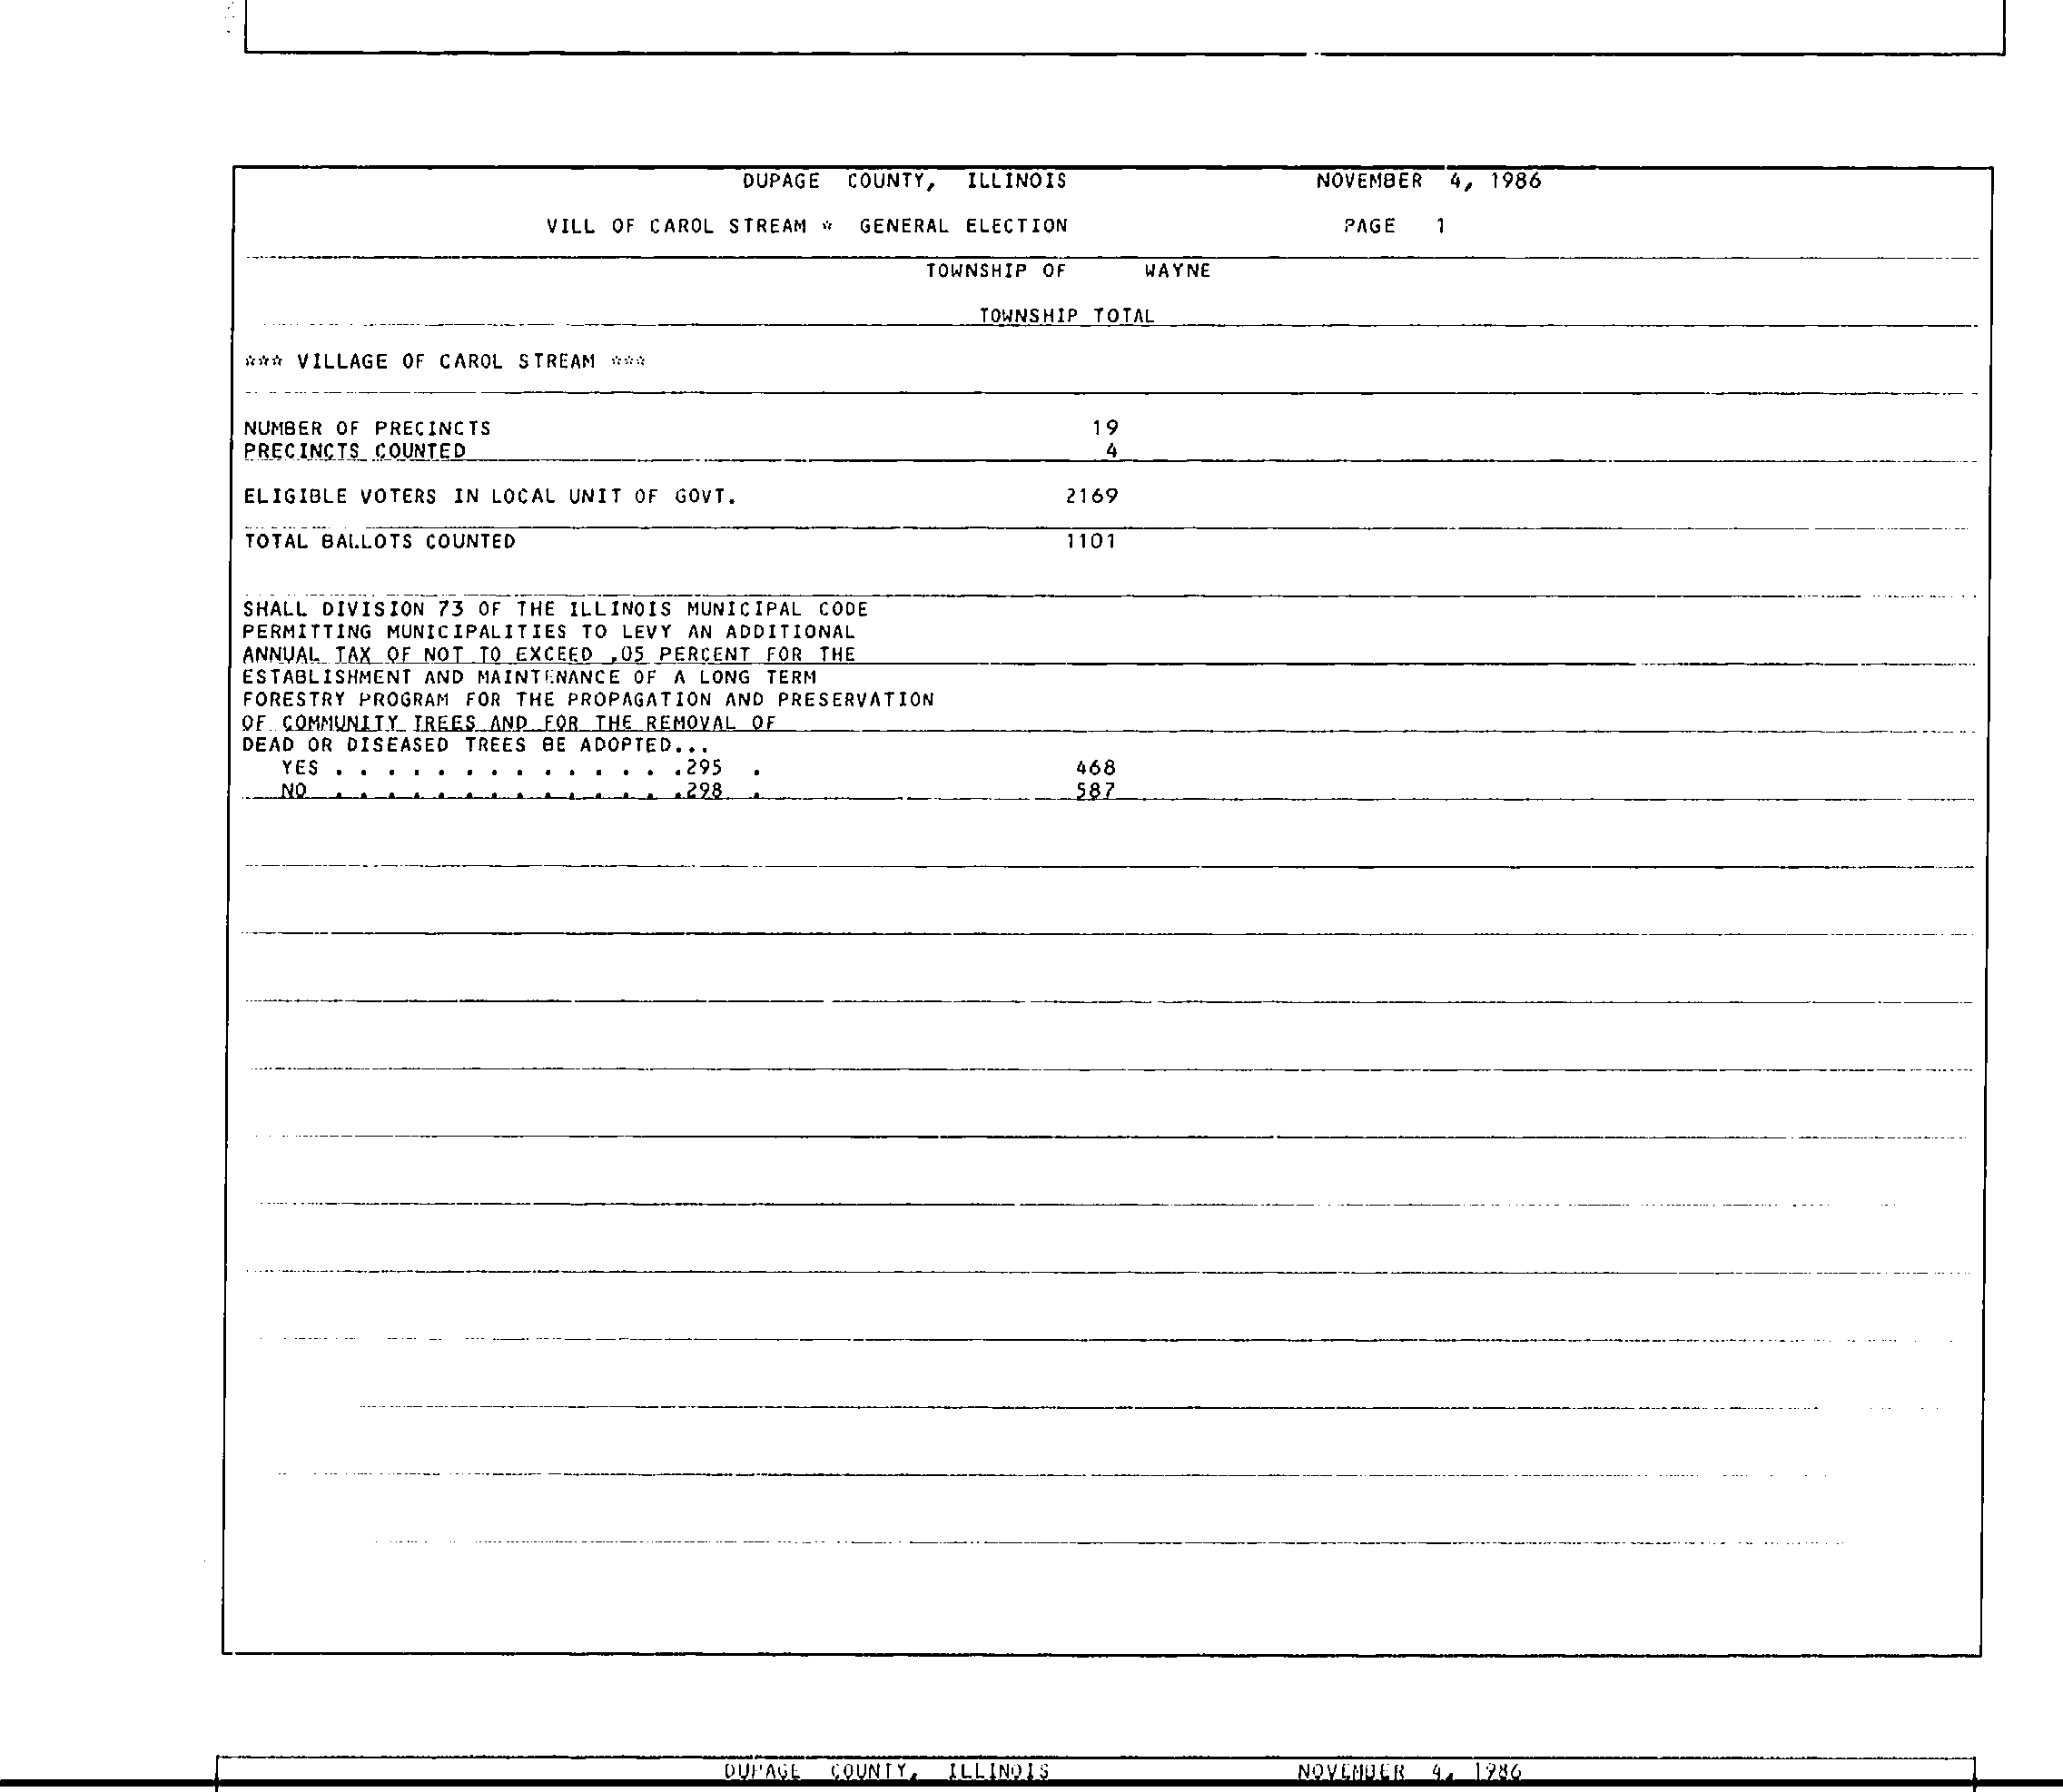 DUPAGE COUNTY, ILLINOIS NOVEMBER 4, 1986
VILL OF CAROL STREAM * GENERAL ELECTION PAGE 1
TOWNSHIP OF WAYNE
TOWNSHIP TOTAL
*** VILLAGE OF CAROL STREAM ***
NUMBER OF PRECINCTS 19
PRECINCTS COUNTED 4
ELIGIBLE VOTERS IN LOCAL UNIT OF GOVT. 2169
TOTAL BALLOTS COUNTED 1101
SHALL DIVISION 73 OF THE ILLINOIS MUNICIPAL CODE
PERMITTING MUNICIPALITIES TO LEVY AN ADDITIONAL
ANNUAL TAX OF NOT TO EXCEED .05 PERCENT FOR THE
ESTABLISHMENT AND MAINTENANCE OF A LONG TERM
FORESTRY PROGRAM FOR THE PROPAGATION AND PRESERVATION
OF COMMUNITY TREES AND FOR THE REMOVAL OF
DEAD OR DISEASED TREES BE ADOPTED...
YES . . . . . . . . . . . . . .295 . 468
NO . . . . . . . . . . . . . .298 . 587
DUPAGE COUNTY, ILLINOIS NOVEMBER 4, 1986